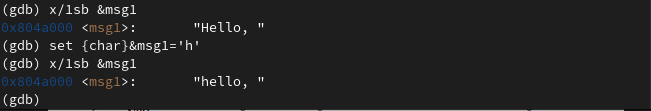 (gdb) x/1sb &msg1
0x804a000 <msg1>:	"Hello, "
(gdb) set {char}&msg1='h'
(gdb) x/1sb &msg1
0x804a000 <msg1>:	"hello, "
(gdb)